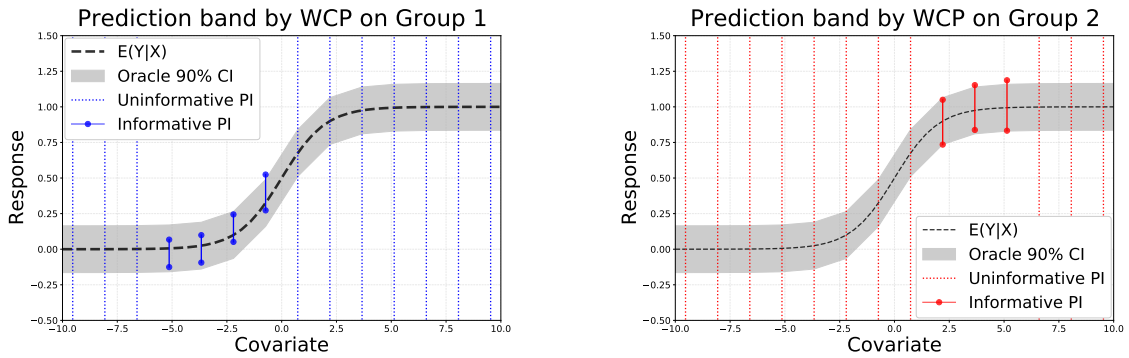 Prediction band by WCP on Group 1
1.50
1.25
1.00
0.75
0.50
0.25
0.00
−0.25
−0.50
Response
E(Y|X)
Oracle 90% CI
Uninformative PI
Informative PI
−10.0 −7.5 −5.0 −2.5 0.0 2.5 5.0 7.5 10.0
Covariate
Prediction band by WCP on Group 2
1.50
1.25
1.00
0.75
0.50
0.25
0.00
−0.25
−0.50
Response
E(Y|X)
Oracle 90% CI
Uninformative PI
Informative PI
−10.0 −7.5 −5.0 −2.5 0.0 2.5 5.0 7.5 10.0
Covariate